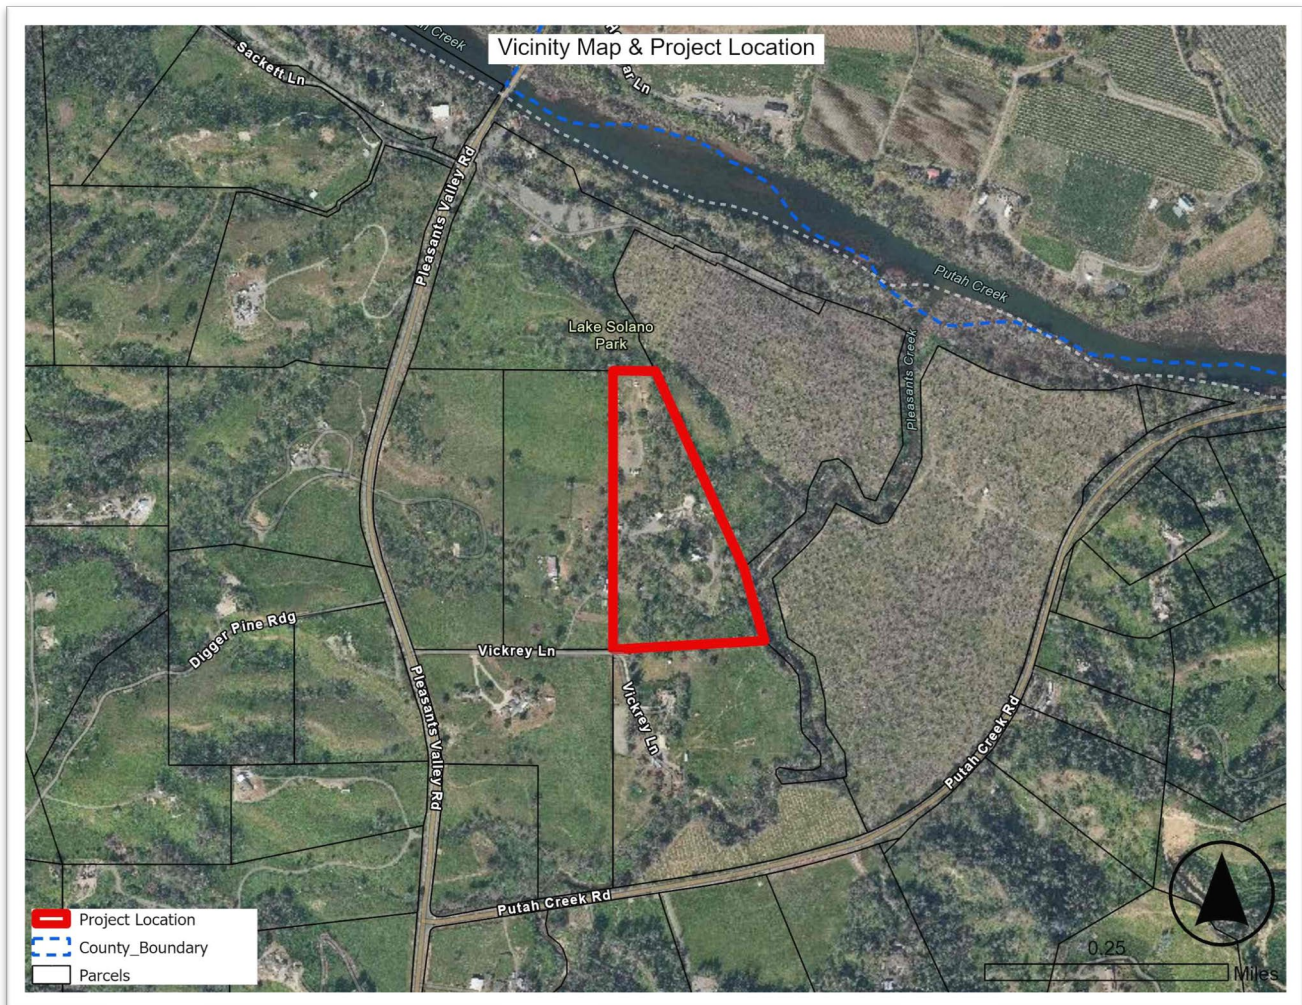 Vicinity Map & Project Location
Creek
Sackett Ln
ar Ln
Pleasants Valley Rd
Putah Creek
Lake Solano
Park
Pleasants Creek
Digger Pine Rdg
Vickrey Ln
Vickrey Ln
Pleasants Valley Rd
Putah Creek Rd
Putah Creek Rd
Project Location
County_Boundary
Parcels
0.25
Miles